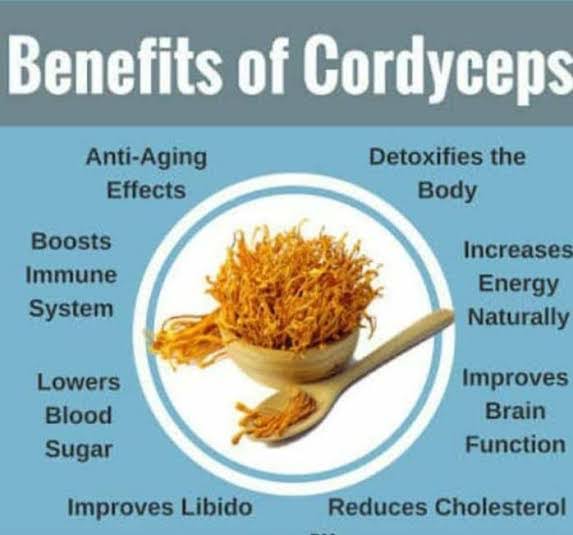 Benefits of Cordyceps
Anti-Aging
Effects
Detoxifies the
Body
Boosts
Immune
System
Increases
Energy
Naturally
Lowers
Blood
Sugar
Improves
Brain
Function
Improves Libido
Reduces Cholesterol